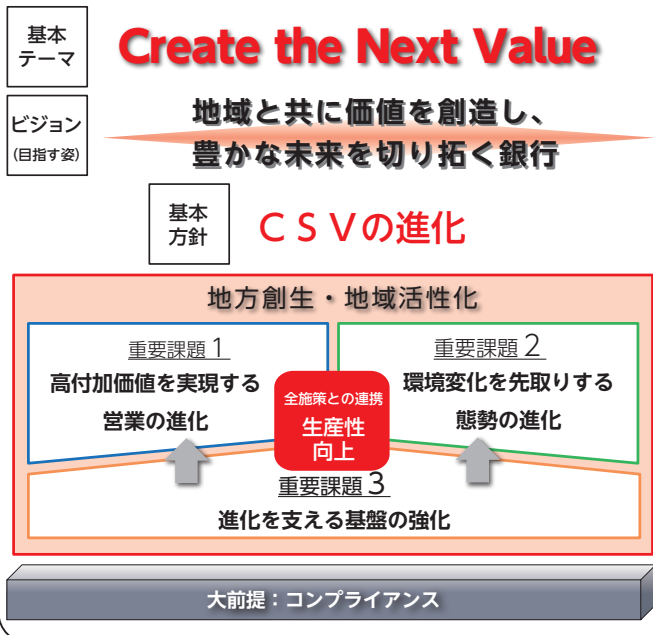 基本
テーマ
Create the Next Value
ビジョン
(目指す姿)
地域と共に価値を創造し、
豊かな未来を切り拓く銀行
基本
方針
ＣＳＶの進化
地方創生・地域活性化
重要課題1
高付加価値を実現する
営業の進化
重要課題2
環境変化を先取りする
態勢の進化
全施策との連携
生産性
向上
重要課題3
進化を支える基盤の強化
大前提：コンプライアンス